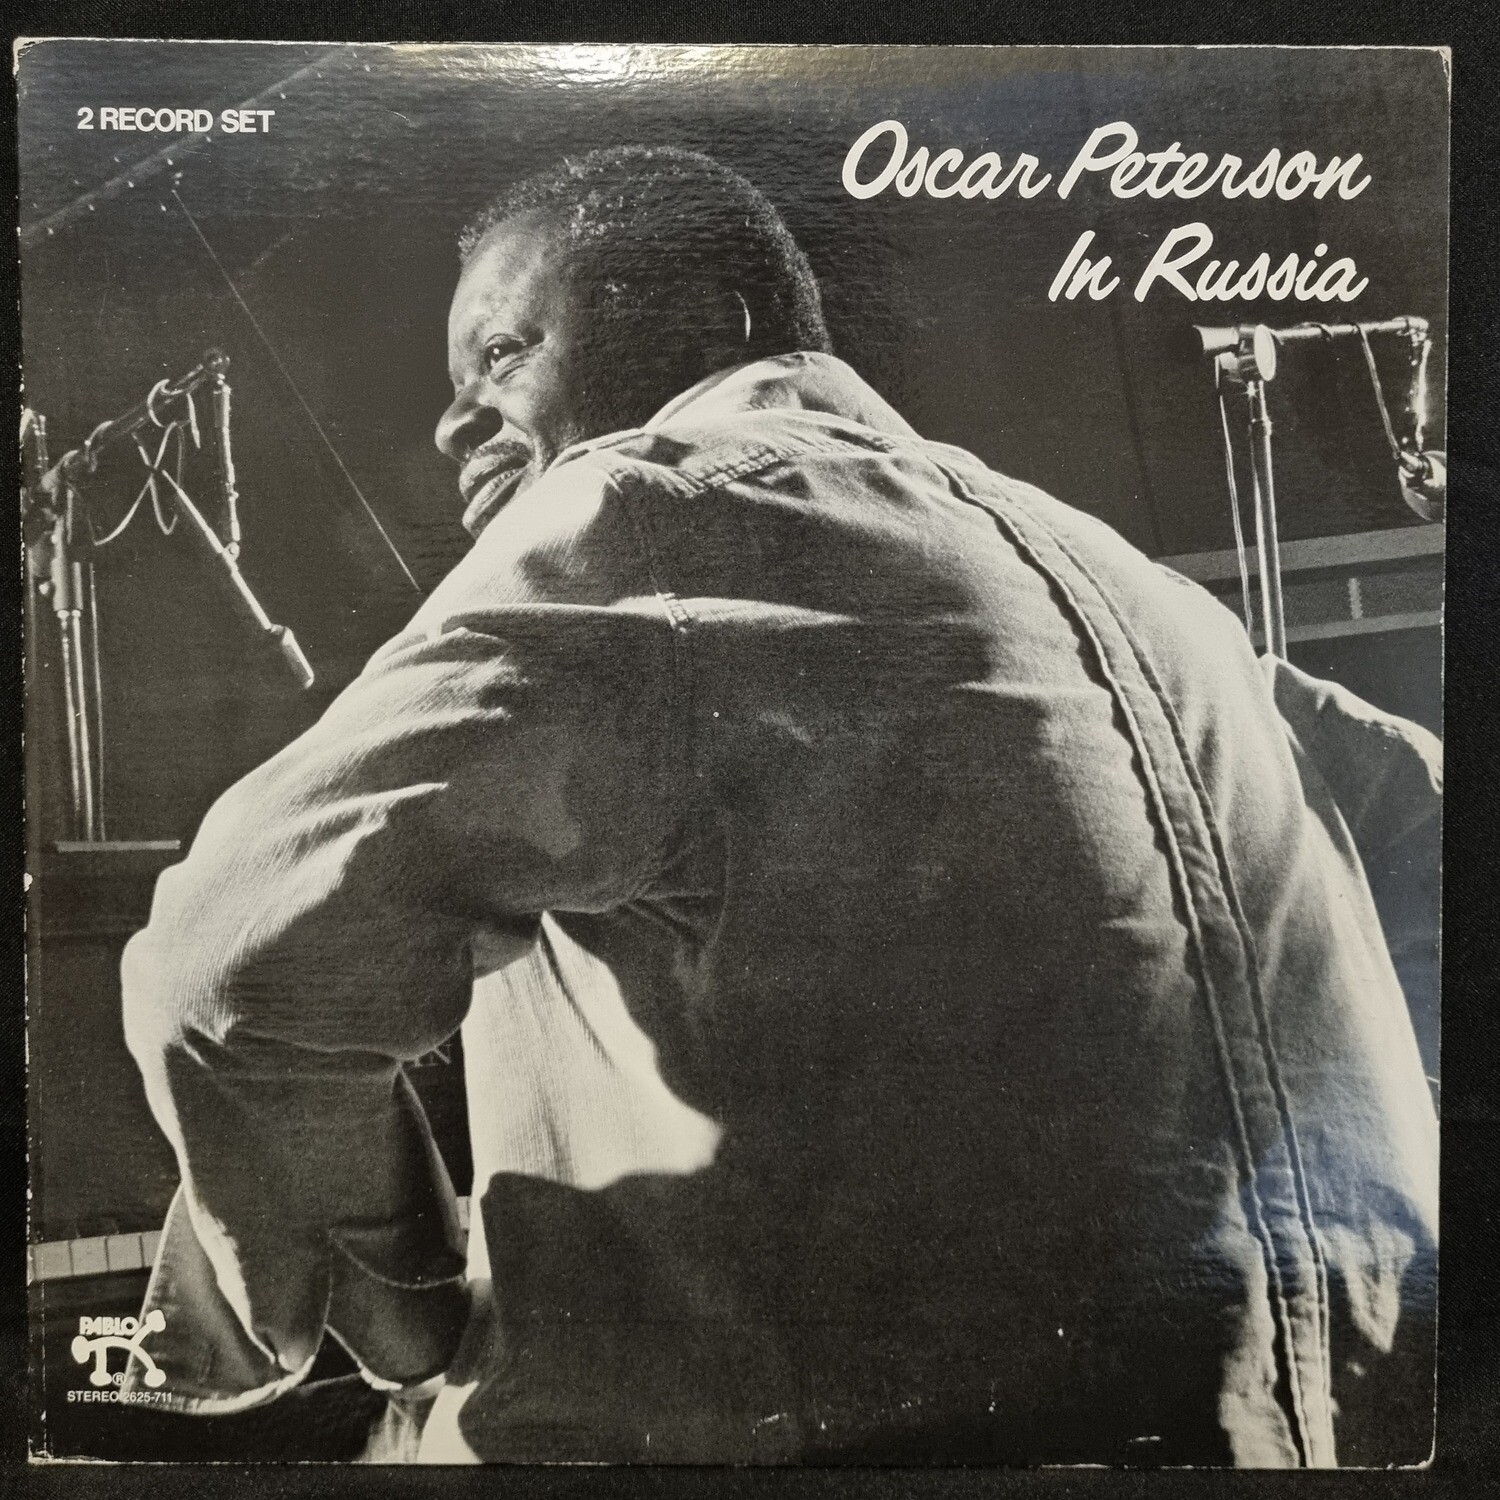 2 RECORD SET
Oscar Peterson
In Russia
PABLO
®
STEREO 2625-711